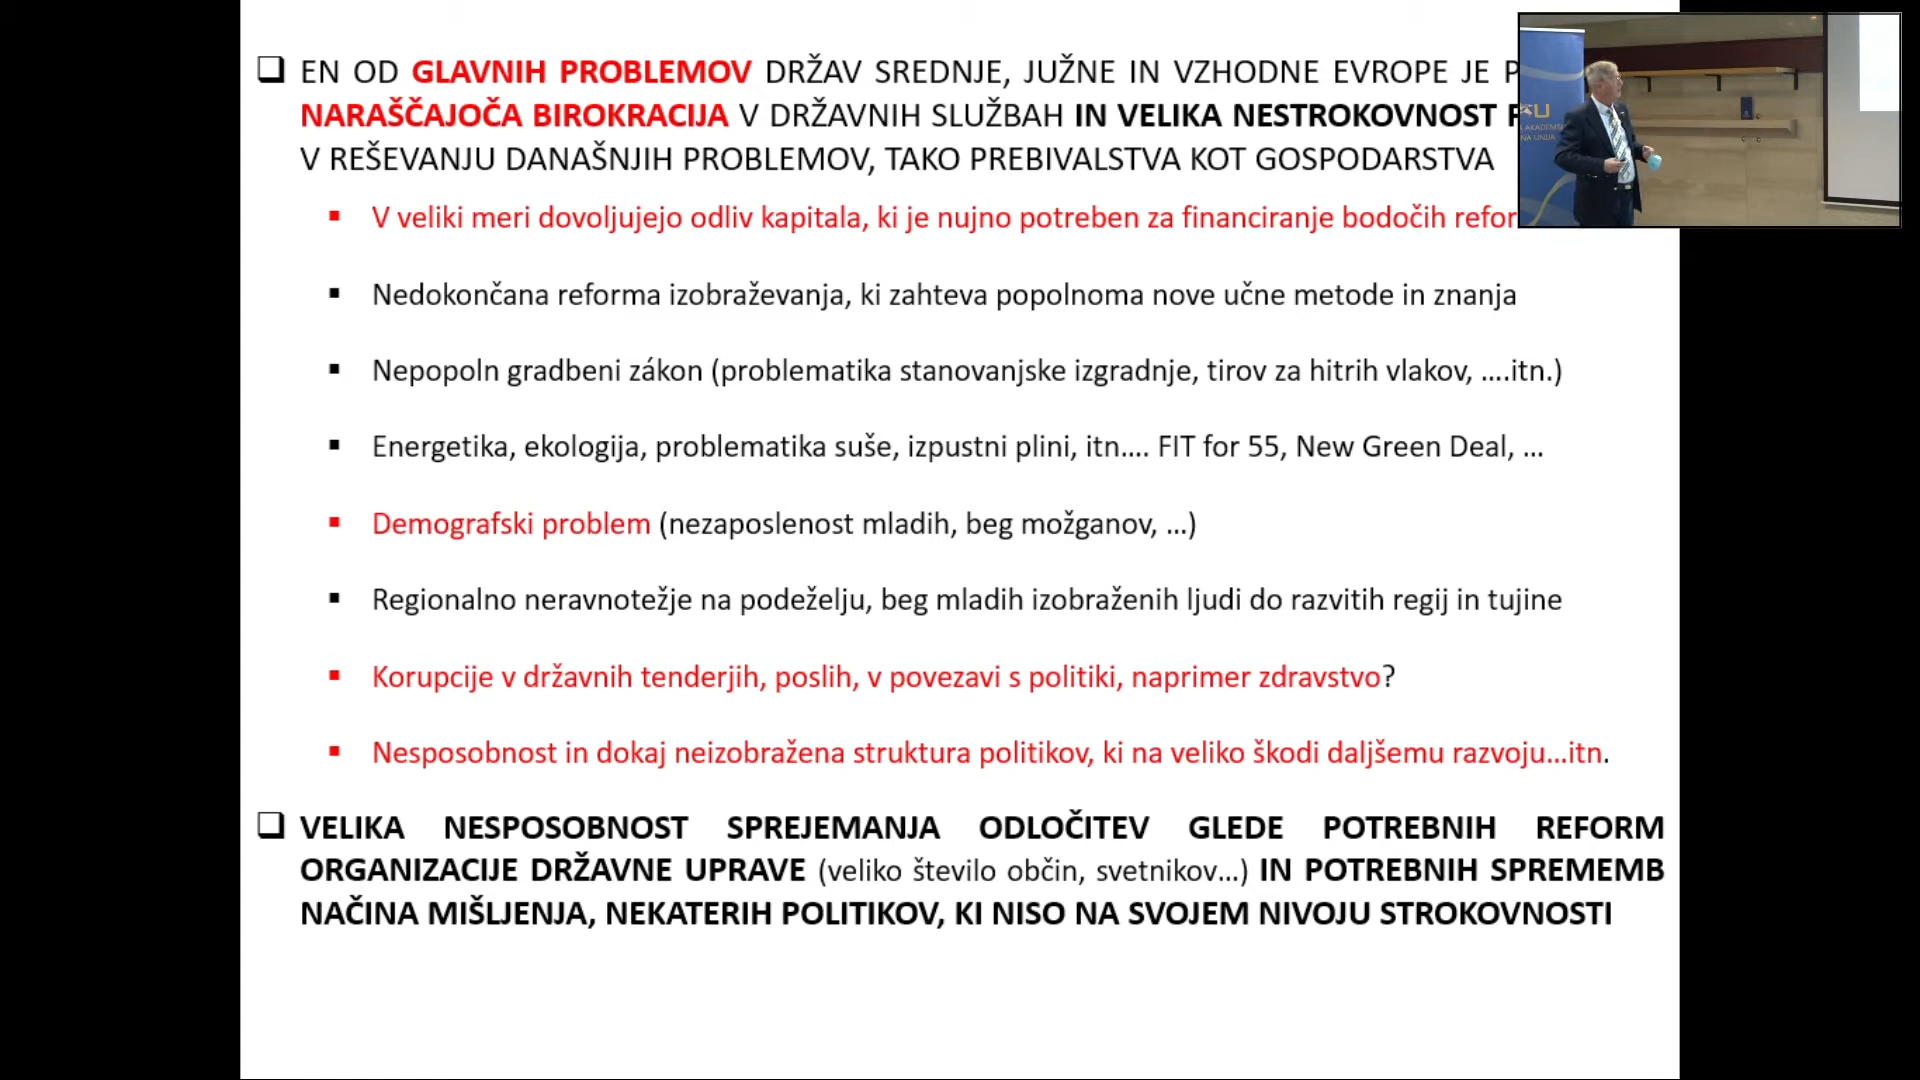 ❑ EN OD GLAVNIH PROBLEMOV DRŽAV SREDNJE, JUŽNE IN VZHODNE EVROPE JE
NARAŠČAJOČA BIROKRACIJA V DRŽAVNIH SLUŽBAH IN VELIKA NESTROKOVNOST
V REŠEVANJU DANAŠNJIH PROBLEMOV, TAKO PREBIVALSTVA KOT GOSPODARSTVA
▪ V veliki meri dovoljujejo odliv kapitala, ki je nujno potreben za financiranje bodočih
▪ Nedokončana reforma izobraževanja, ki zahteva popolnoma nove učne metode in znanja
▪ Nepopoln gradbeni zákon (problematika stanovanjske izgradnje, tirov za hitrih vlakov, ....itn.)
▪ Energetika, ekologija, problematika suše, izpustni plini, itn.... FIT for 55, New Green Deal, ...
▪ Demografski problem (nezaposlenost mladih, beg možganov, ...)
▪ Regionalno neravnotežje na podeželju, beg mladih izobraženih ljudi do razvitih regij in tujine
▪ Korupcije v državnih tenderjih, poslih, v povezavi s politiki, naprimer zdravstvo?
▪ Nesposobnost in dokaj neizobražena struktura politikov, ki na veliko škodi daljšemu razvoju...itn.
❑ VELIKA NESPOSOBNOST SPREJEMANJA ODLOČITEV GLEDE POTREBNIH REFORM
ORGANIZACIJE DRŽAVNE UPRAVE (veliko število občin, svetnikov...) IN POTREBNIH SPREMEMB
NAČINA MIŠLJENJA, NEKATERIH POLITIKOV, KI NISO NA SVOJEM NIVOJU STROKOVNOSTI